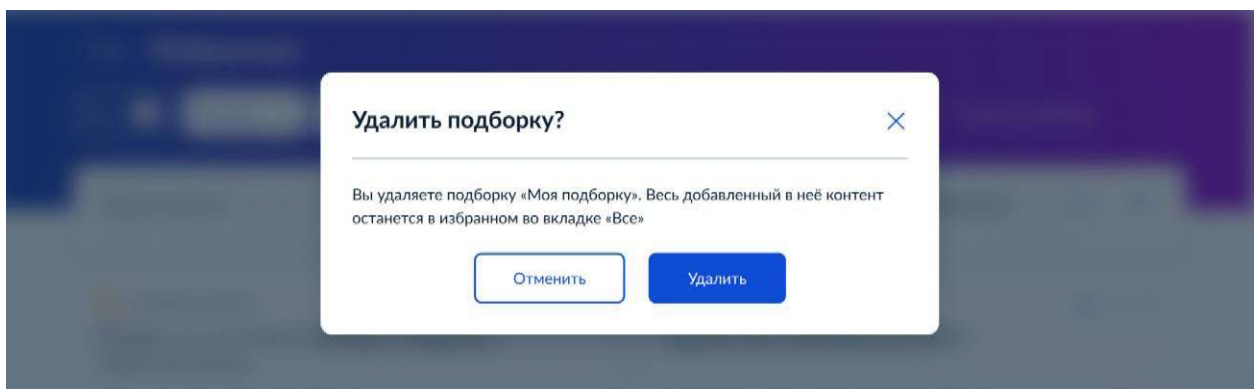 Удалить подборку?
Вы удаляете подборку «Моя подборку». Весь добавленный в неё контент
останется в избранном во вкладке «Все»
Отменить
Удалить